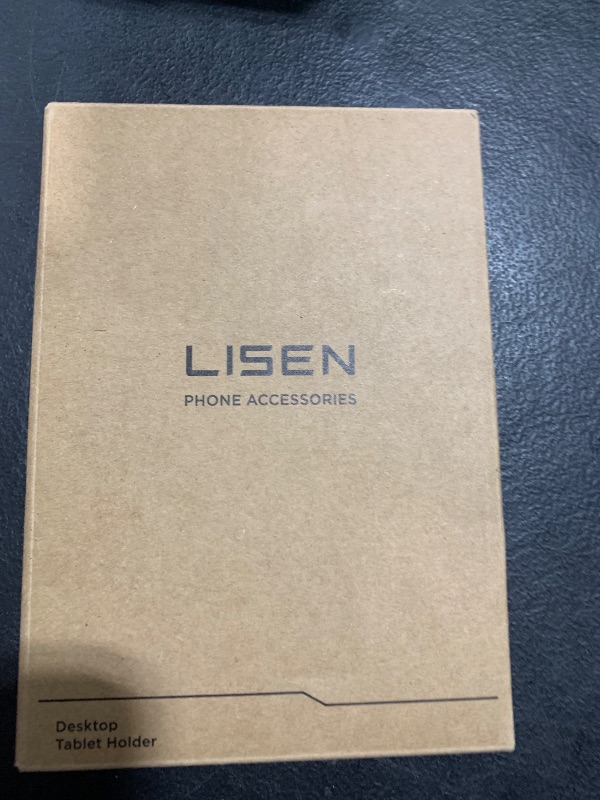 LISEN
PHONE ACCESSORIES
Desktop
Tablet Holder